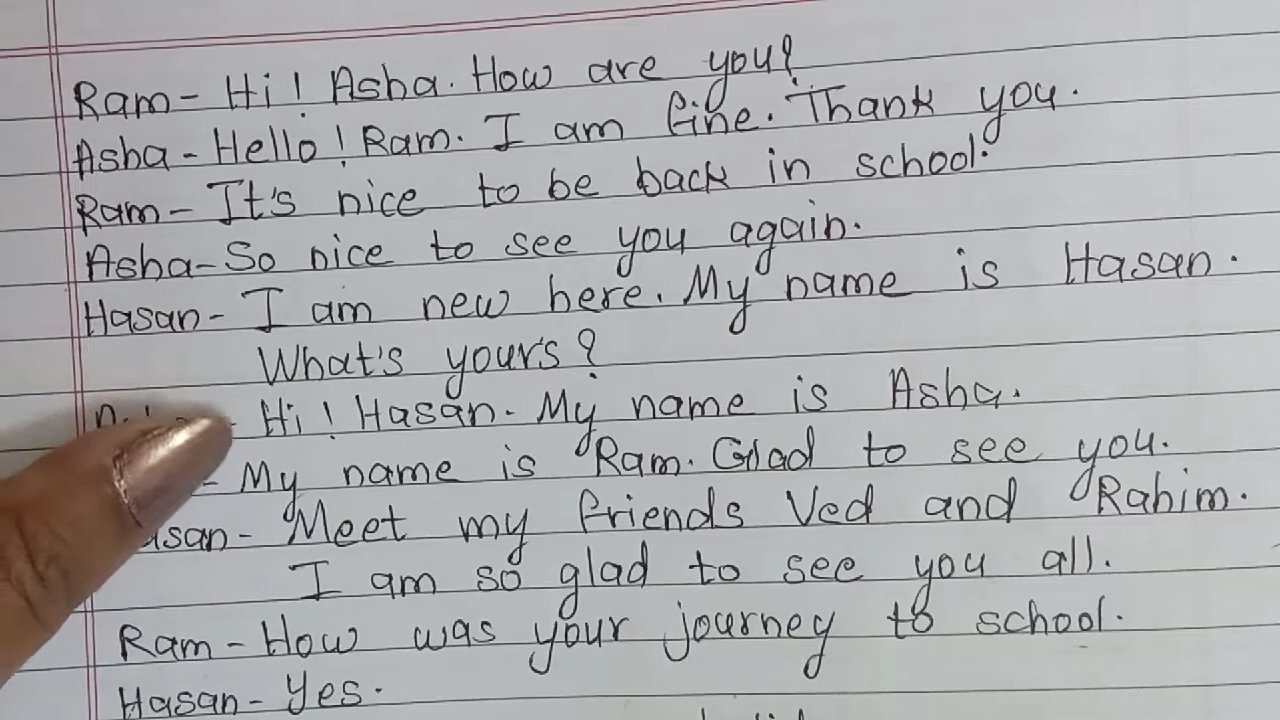 Ram- Hi! Asha. How are you?
Asha- Hello! Ram. I am fine. Thank you.
Ram- It's nice to be back in school.
Asha- So nice to see you again.
Hasan- I am new here. My name is Hasan.
What's your's?
Hi! Hasan. My name is Asha.
- My name is Ram. Glad to see you.
asan- Meet my friends Ved and Rahim.
I am so glad to see you all.
Ram- How was your journey to school.
Hasan- Yes.